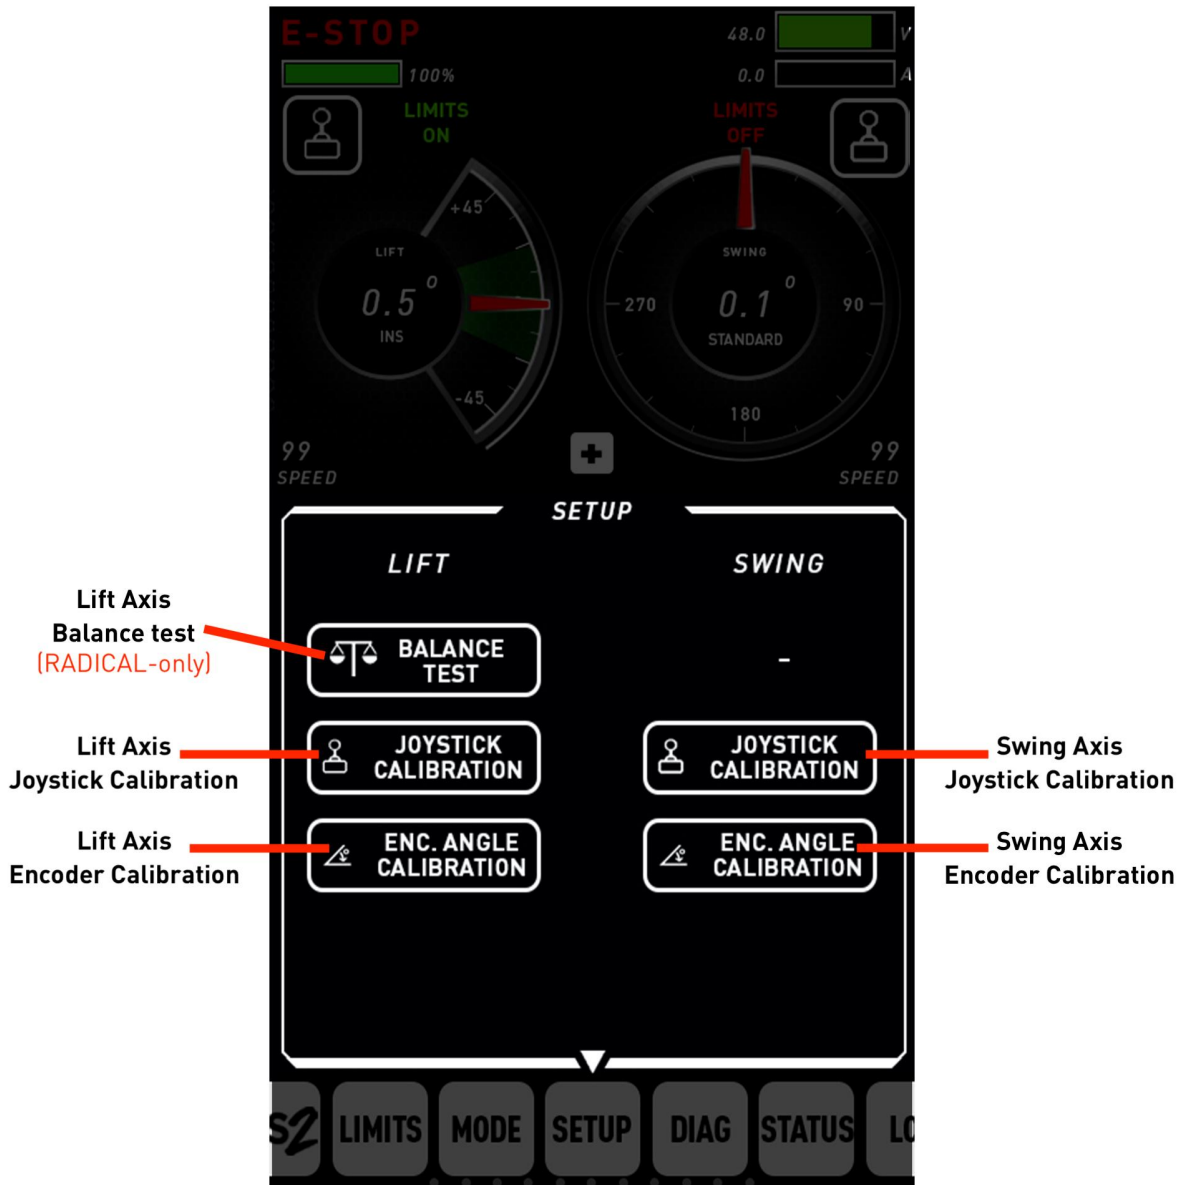 E-STOP
48.0 V
100%
0.0 A
LIMITS
ON
LIMITS
OFF
+45
LIFT
0.5°
INS
-45
SWING
0.1°
STANDARD
270
90
180
99
SPEED
99
SPEED
SETUP
LIFT
SWING
Lift Axis
Balance test
(RADICAL-only)
BALANCE
TEST
-
Lift Axis
Joystick Calibration
JOYSTICK
CALIBRATION
JOYSTICK
CALIBRATION
Swing Axis
Joystick Calibration
Lift Axis
Encoder Calibration
ENC. ANGLE
CALIBRATION
ENC. ANGLE
CALIBRATION
Swing Axis
Encoder Calibration
S2 LIMITS MODE SETUP DIAG STATUS LO